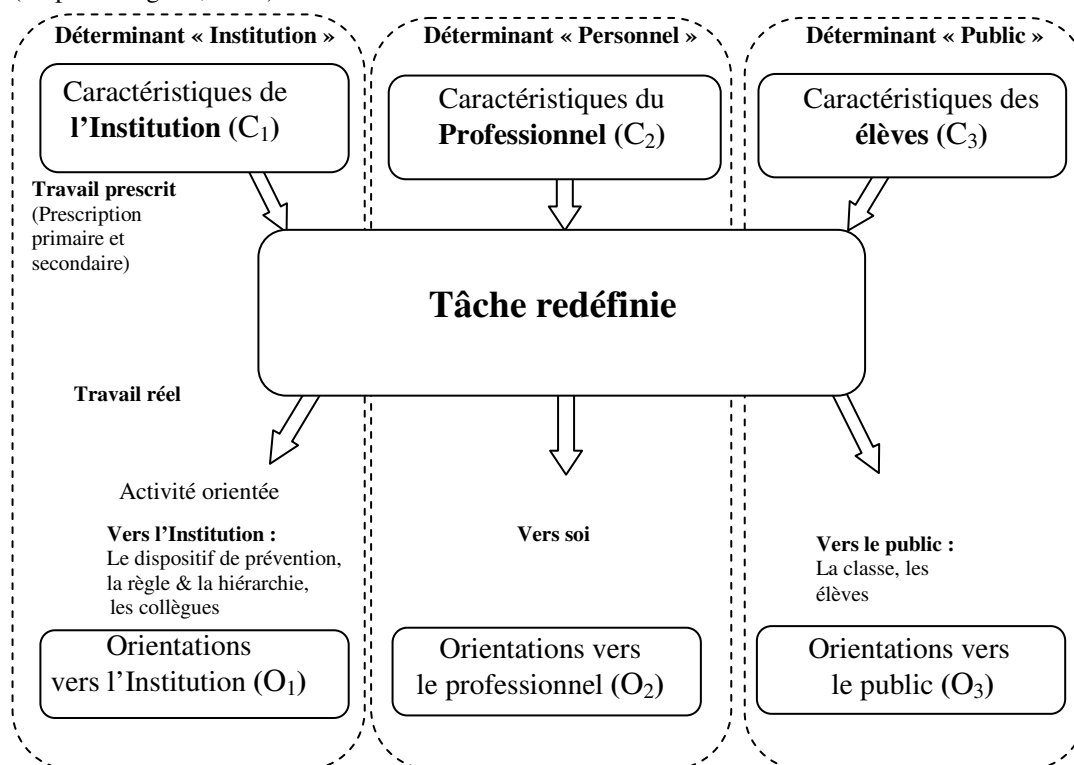 Déterminant « Institution »
Déterminant « Personnel »
Déterminant « Public »
Caractéristiques de
l'Institution (C1)
Caractéristiques du
Professionnel (C2)
Caractéristiques des
élèves (C3)
Travail prescrit
(Prescription
primaire et
secondaire)
Tâche redéfinie
Travail réel
Activité orientée
Vers l'Institution :
Le dispositif de prévention,
la règle & la hiérarchie,
les collègues
Vers soi
Vers le public :
La classe, les
élèves
Orientations
vers l'Institution (O1)
Orientations vers
le professionnel (O2)
Orientations vers
le public (O3)